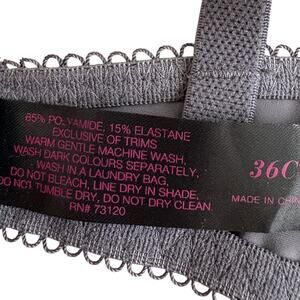 85% POLYAMIDE, 15% ELASTANE
EXCLUSIVE OF TRIMS
WARM GENTLE MACHINE WASH,
WASH DARK COLOURS SEPARATELY,
WASH IN A LAUNDRY BAG,
DO NOT BLEACH, LINE DRY IN SHADE,
DO NOT TUMBLE DRY, DO NOT DRY CLEAN.
RN# 73120
36C
MADE IN CHIN